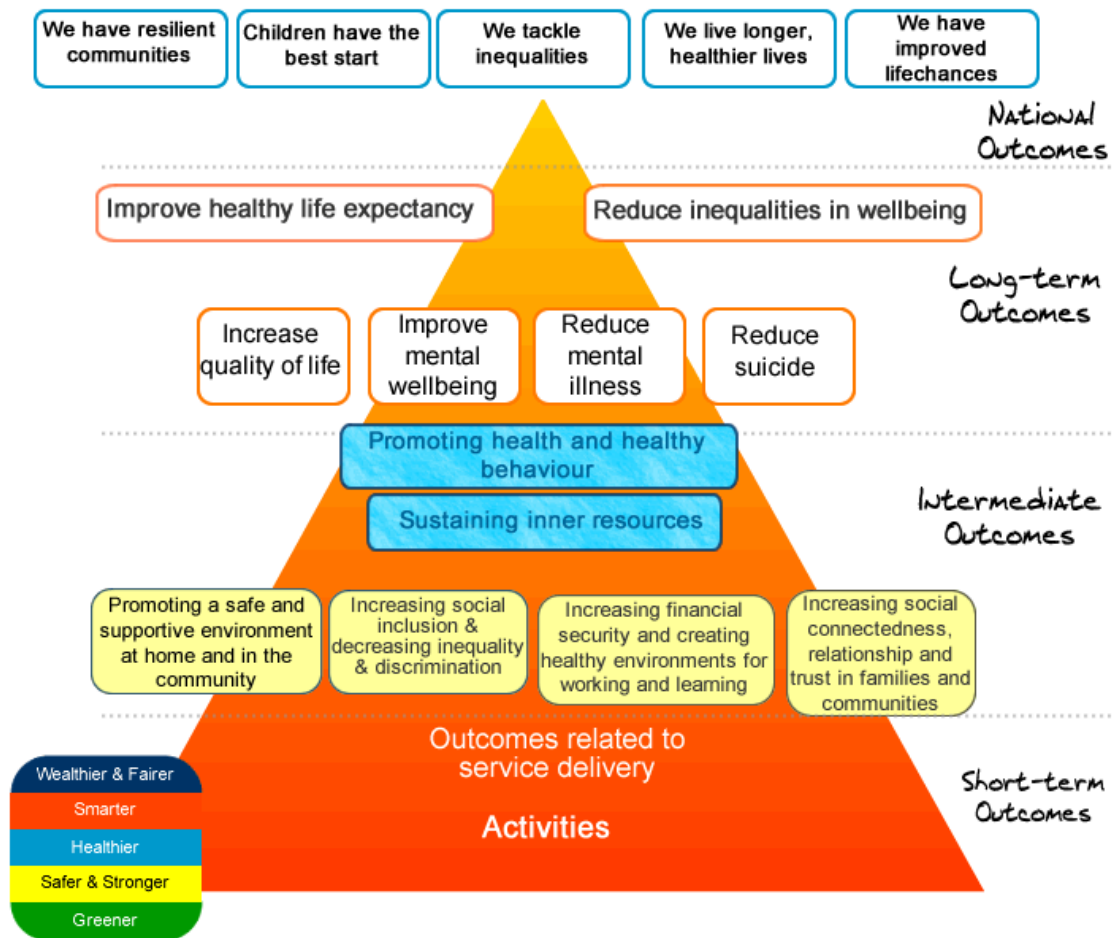 We have resilient
communities
Children have the
best start
We tackle
inequalities
We live longer,
healthier lives
We have
improved
lifechances
National
Outcomes
Improve healthy life expectancy
Reduce inequalities in wellbeing
Long-term
Outcomes
Increase
quality of life
Improve
mental
wellbeing
Reduce
mental
illness
Reduce
suicide
Promoting health and healthy
behaviour
Sustaining inner resources
Intermediate
Outcomes
Promoting a safe and
supportive environment
at home and in the
community
Increasing social
inclusion &
decreasing inequality
& discrimination
Increasing financial
security and creating
healthy environments for
working and learning
Increasing social
connectedness,
relationship and
trust in families and
communities
Outcomes related to
service delivery
Activities
Short-term
Outcomes
Wealthier & Fairer
Smarter
Healthier
Safer & Stronger
Greener